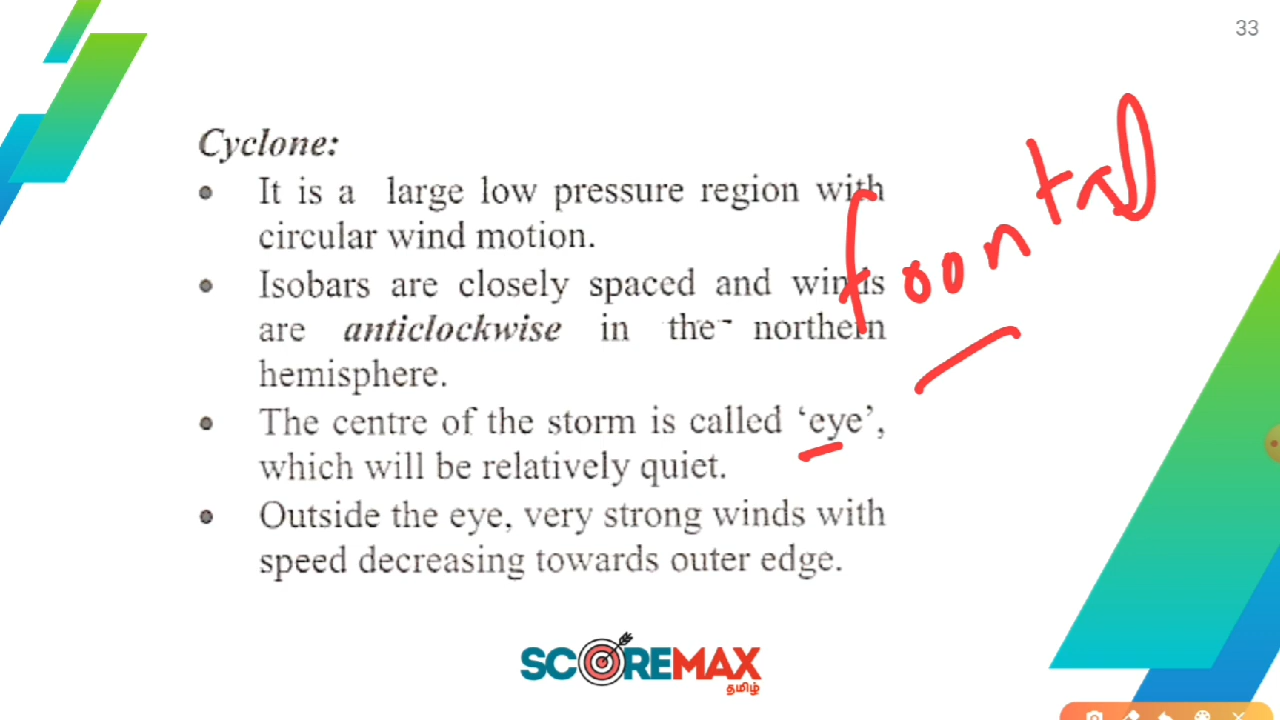 33
Cyclone:
• It is a large low pressure region with
circular wind motion.
• Isobars are closely spaced and winds
are anticlockwise in the northern
hemisphere.
• The centre of the storm is called ‘eye’,
which will be relatively quiet.
• Outside the eye, very strong winds with
speed decreasing towards outer edge.
frontal
SCOREMAX
தமிழ்